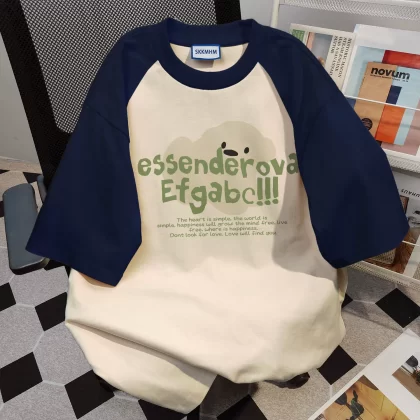 SKKMHM
novum
essenderova
Efgabc!!!
The heart is simple, the world is
simple, happiness will grow the mind free, live
free, where is happiness.
Dont look for love, Love will find you